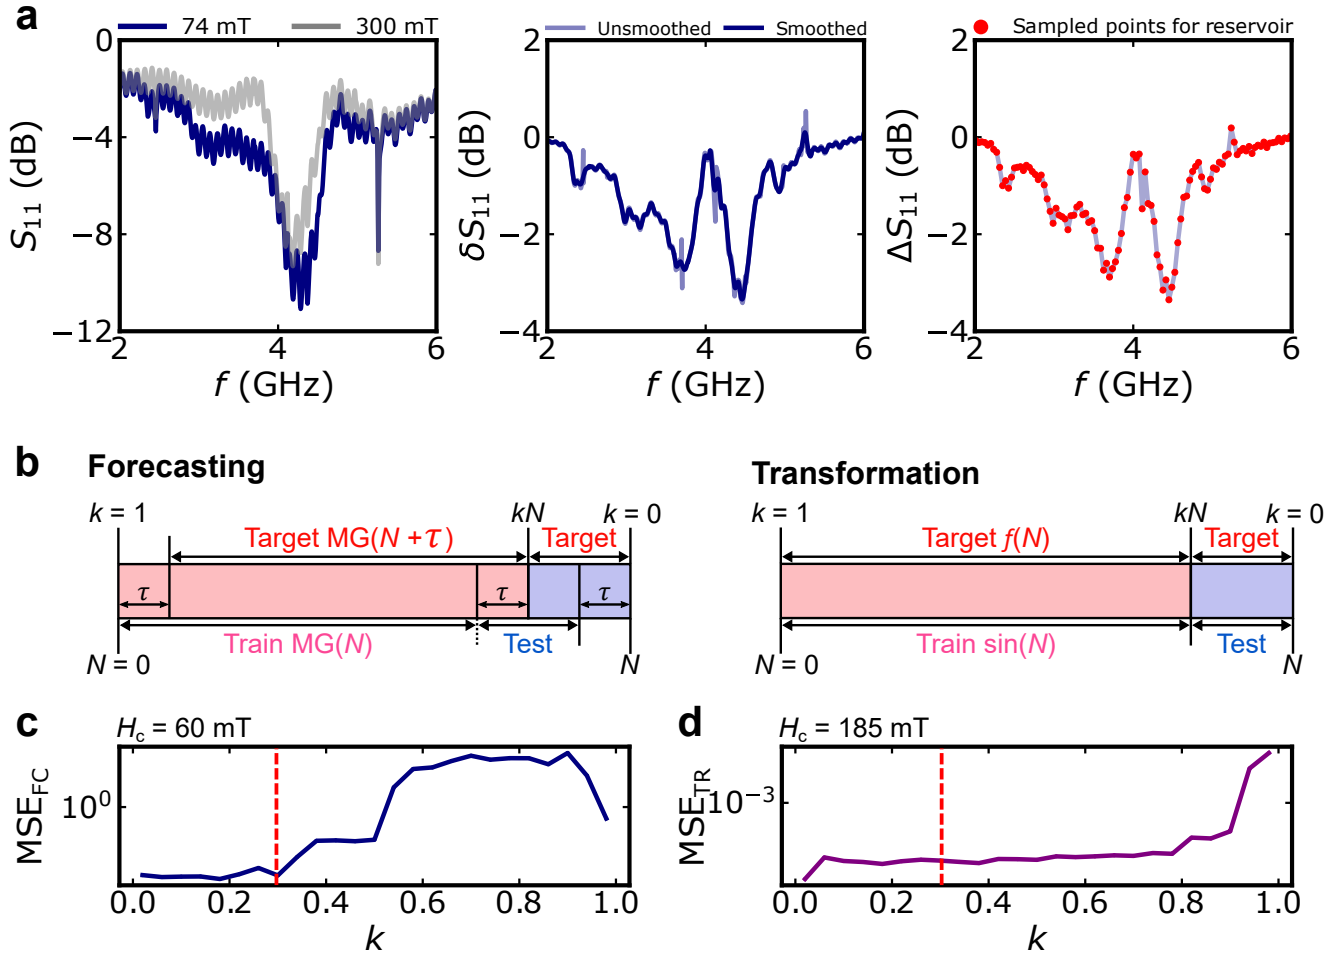 a
74 mT
300 mT
S11 (dB)
0
−4
−8
−12
2
4
6
f (GHz)
Unsmoothed
Smoothed
δS11 (dB)
2
0
−2
−4
2
4
6
f (GHz)
Sampled points for reservoir
ΔS11 (dB)
2
0
−2
−4
2
4
6
f (GHz)
b
Forecasting
k = 1
kN
k = 0
Target MG(N + τ)
Target
τ
τ
τ
Train MG(N)
Test
N = 0
N
Transformation
k = 1
kN
k = 0
Target f(N)
Target
Train sin(N)
Test
N = 0
N
c
Hc = 60 mT
MSEFC
10⁰
0.0 0.2 0.4 0.6 0.8 1.0
k
d
Hc = 185 mT
MSETR
10⁻³
0.0 0.2 0.4 0.6 0.8 1.0
k